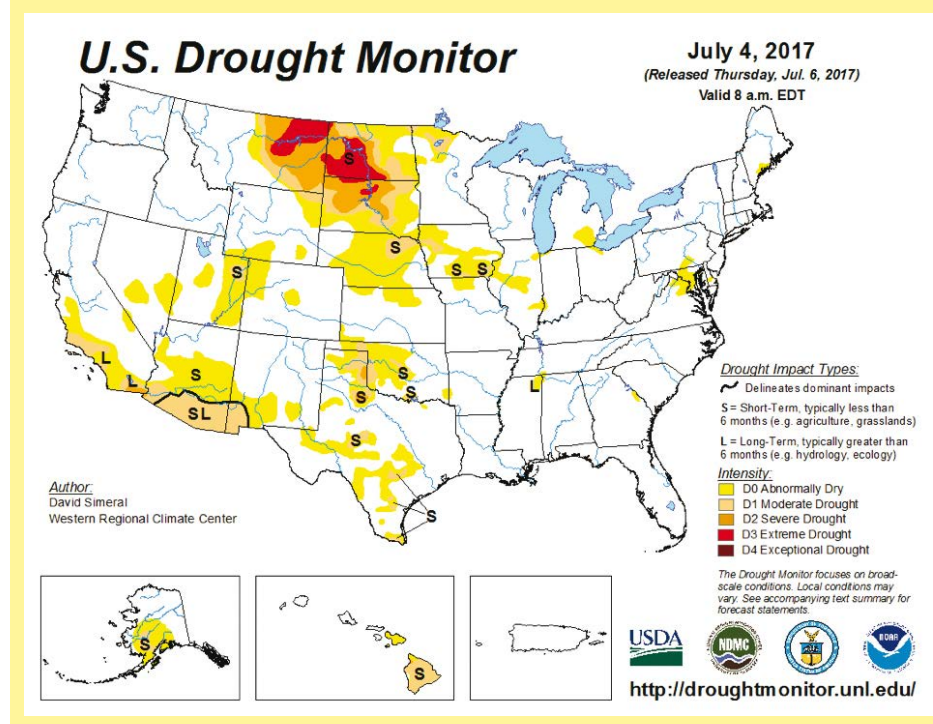 U.S. Drought Monitor
July 4, 2017
(Released Thursday, Jul. 6, 2017)
Valid 8 a.m. EDT
S
S
S
S
S
L
L
S
S
S
S
L
S L
S
S
Author:
David Simeral
Western Regional Climate Center
Drought Impact Types:
Delineates dominant impacts
S = Short-Term, typically less than
6 months (e.g. agriculture, grasslands)
L = Long-Term, typically greater than
6 months (e.g. hydrology, ecology)
Intensity:
D0 Abnormally Dry
D1 Moderate Drought
D2 Severe Drought
D3 Extreme Drought
D4 Exceptional Drought
The Drought Monitor focuses on broad-
scale conditions. Local conditions may
vary. See accompanying text summary for
forecast statements.
S
S
USDA
NDMC
NOAA
http://droughtmonitor.unl.edu/